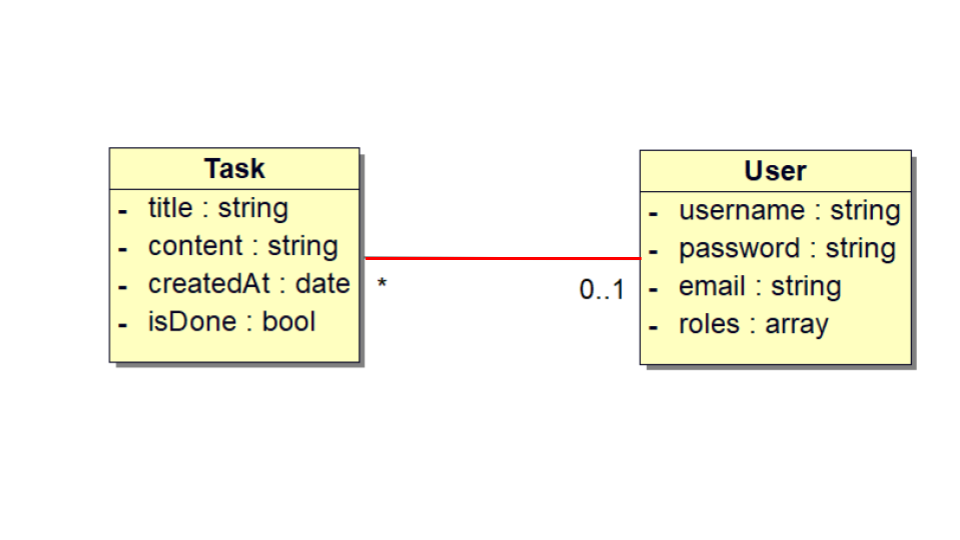 Task
- title : string
- content : string
- createdAt : date
- isDone : bool
*
0..1
User
- username : string
- password : string
- email : string
- roles : array